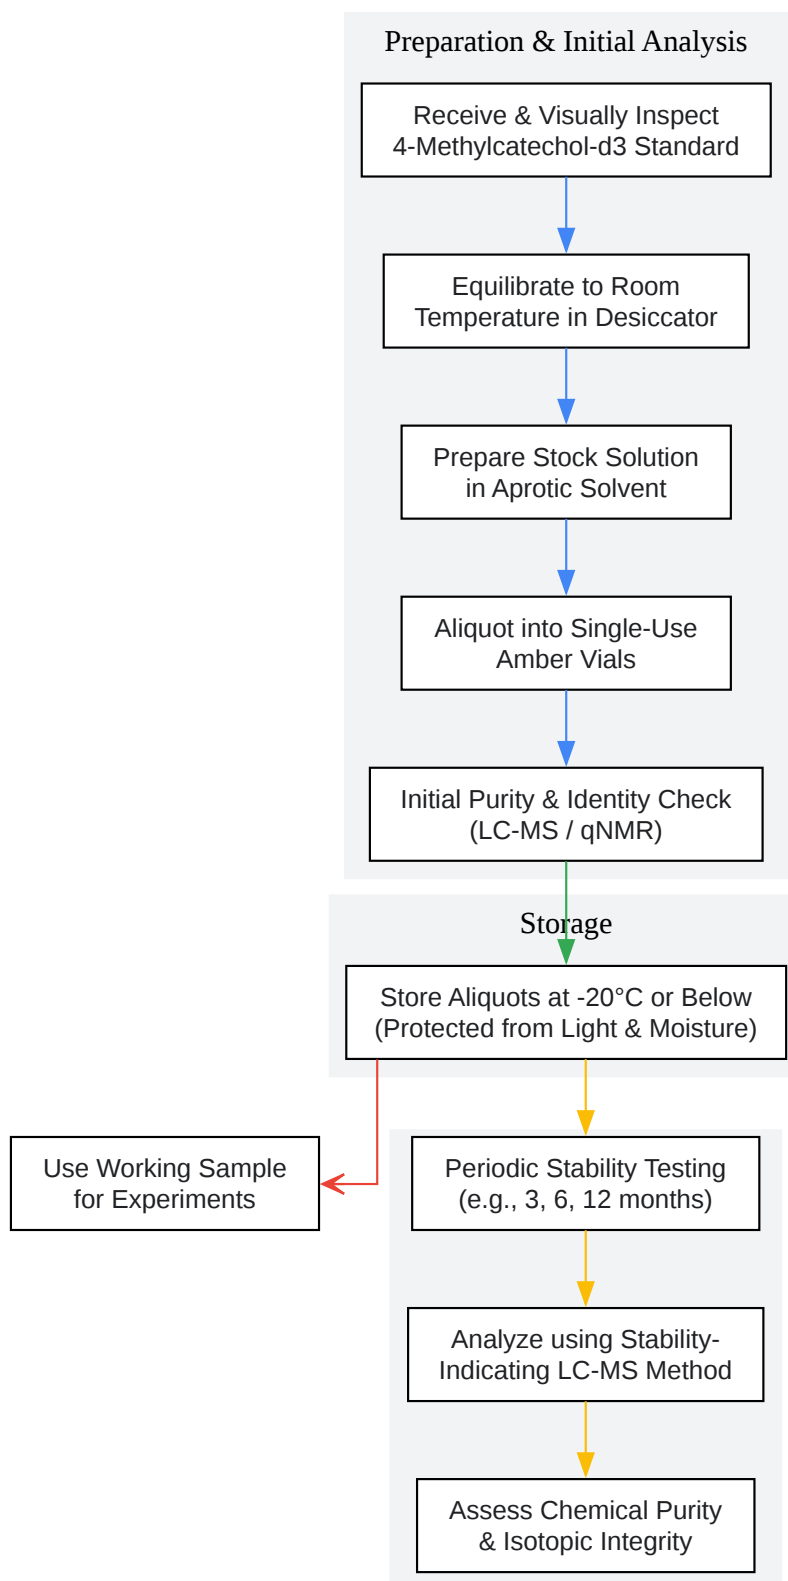 Preparation & Initial Analysis
Receive & Visually Inspect
4-Methylcatechol-d3 Standard
Equilibrate to Room
Temperature in Desiccator
Prepare Stock Solution
in Aprotic Solvent
Aliquot into Single-Use
Amber Vials
Initial Purity & Identity Check
(LC-MS / qNMR)
Storage
Store Aliquots at -20°C or Below
(Protected from Light & Moisture)
Use Working Sample
for Experiments
Periodic Stability Testing
(e.g., 3, 6, 12 months)
Analyze using Stability-
Indicating LC-MS Method
Assess Chemical Purity
& Isotopic Integrity